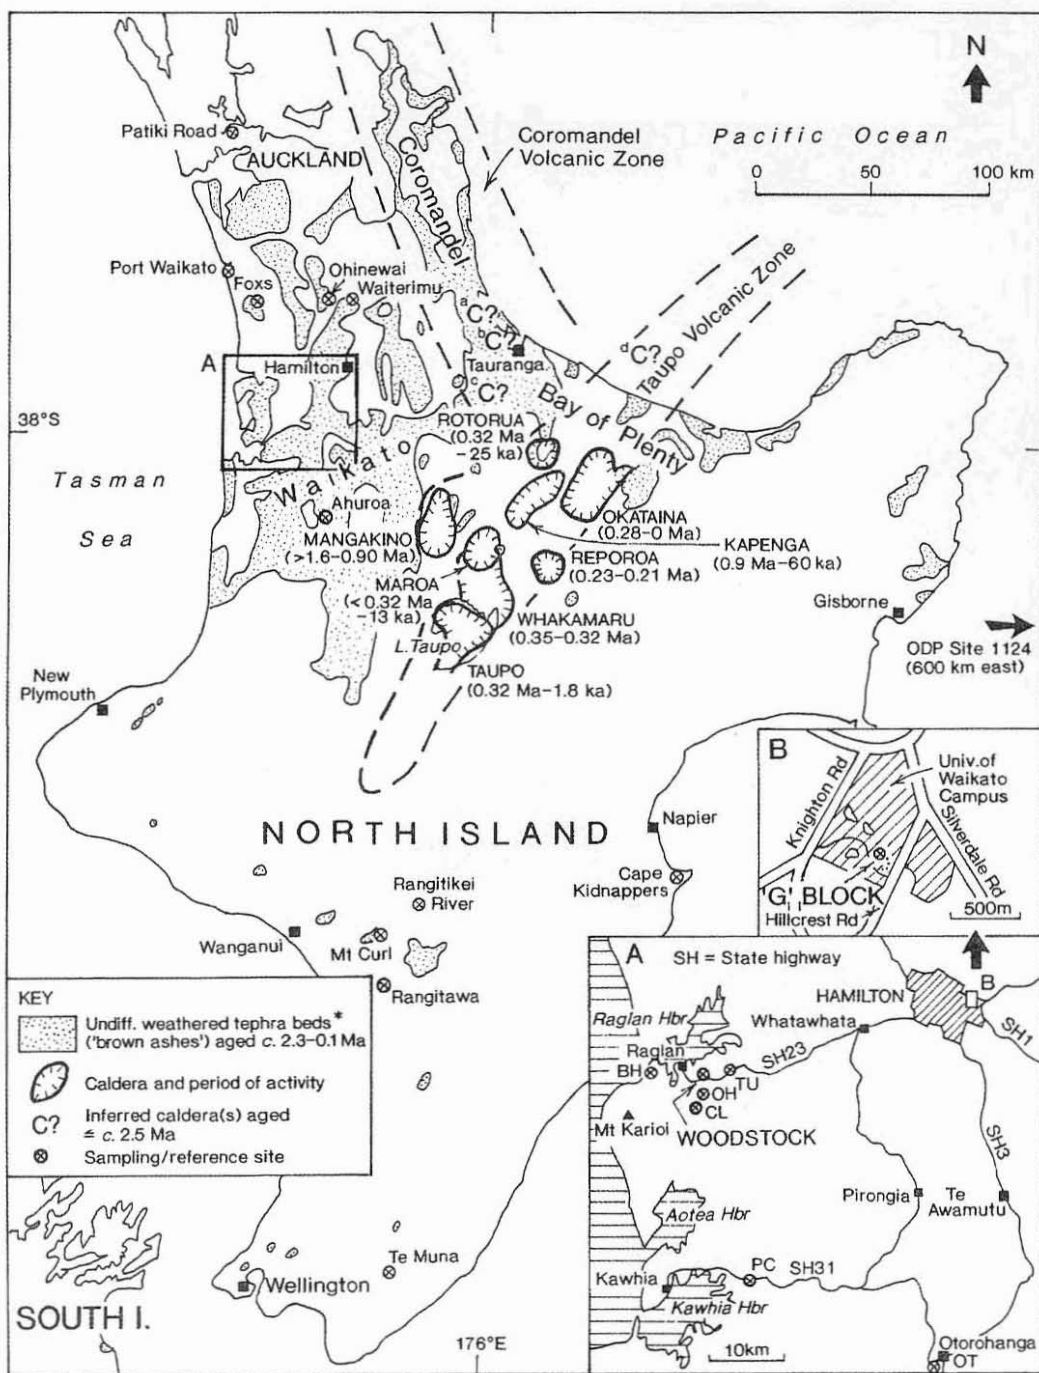 N
Pacific Ocean
0 50 100 km
Coromandel
Volcanic Zone
Patiki Road
AUCKLAND
Coromandel
Port Waikato
Foxs
Ohinewai
Waiterimu
Taupo Volcanic Zone
a C?
b C?
c C?
d C?
A
Hamilton
Tauranga
38°S
Bay of Plenty
ROTORUA
(0.32 Ma
-25 ka)
Tasman
Sea
Waikato
Ahuroa
MANGAKINO
(>1.6–0.90 Ma)
OKATAINA
(0.28–0 Ma)
KAPENGA
(0.9 Ma–60 ka)
REPOROA
(0.23–0.21 Ma)
MAROA
(<0.32 Ma
-13 ka)
WHAKAMARU
(0.35–0.32 Ma)
L. Taupo
TAUPO
(0.32 Ma–1.8 ka)
Gisborne
ODP Site 1124
(600 km east)
New
Plymouth
NORTH ISLAND
Napier
Cape
Kidnappers
Rangitikei
River
Wanganui
Mt Curl
Rangitawa
Te Muna
Wellington
SOUTH I.
176°E
KEY
Undiff. weathered tephra beds*
('brown ashes') aged c. 2.3–0.1 Ma
Caldera and period of activity
C? Inferred caldera(s) aged
≤ c. 2.5 Ma
Sampling/reference site
B
Univ. of
Waikato
Campus
Knighton Rd
Silverdale Rd
'G' BLOCK
Hillcrest Rd
500m
A
SH = State highway
HAMILTON
B
Raglan Hbr
Whatawhata
SH1
Raglan
SH23
BH
TU
OH
CL
Mt Karioi
WOODSTOCK
SH3
Pirongia
Te
Awamutu
Aotea Hbr
PC
SH31
Kawhia
Kawhia Hbr
10km
Otorohanga
OT